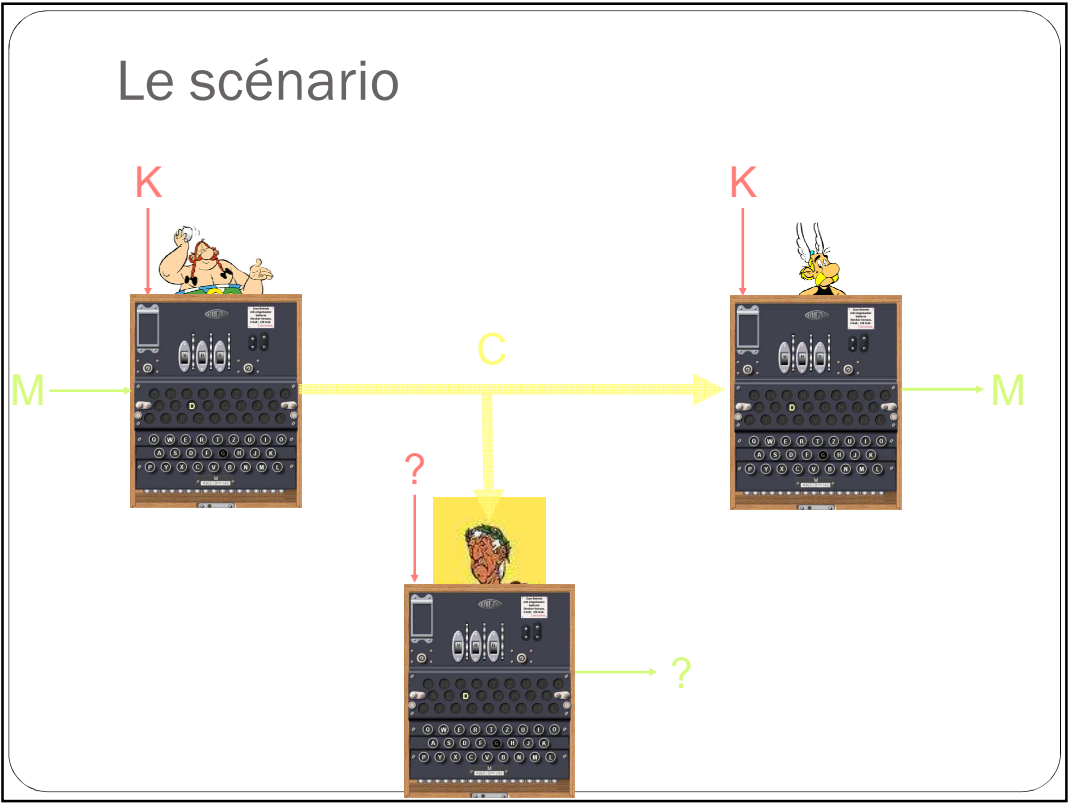 Le scénario
K
K
C
M
M
D
D
Q W E R T Z U I O
A S D F G H J K
P Y X C V B N M L
Q W E R T Z U I O
A S D F G H J K
P Y X C V B N M L
?
?
D
Q W E R T Z U I O
A S D F G H J K
P Y X C V B N M L